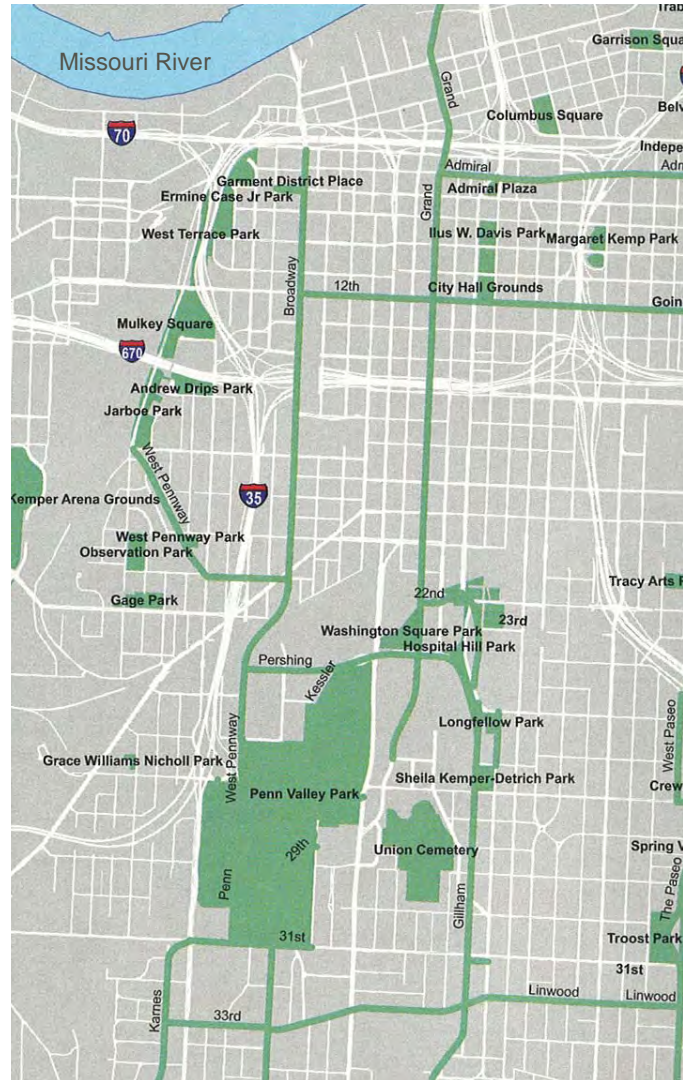 Trab
Garrison Squa
Missouri River
Grand
Columbus Square
Belv
70
Indepe
Admiral
Adm
Garment District Place
Admiral Plaza
Ermine Case Jr Park
Grand
West Terrace Park
Ilus W. Davis Park
Margaret Kemp Park
Broadway
12th
City Hall Grounds
Goin
Mulkey Square
670
Andrew Drips Park
Jarboe Park
West Pennway
Kemper Arena Grounds
35
West Pennway Park
Observation Park
Tracy Arts P
Gage Park
22nd
23rd
Washington Square Park
Hospital Hill Park
Pershing
Kessler
Longfellow Park
West Paseo
West Pennway
Grace Williams Nicholl Park
Sheila Kemper-Detrich Park
Crew
Penn Valley Park
29th
Union Cemetery
Spring V
Penn
Gillham
The Paseo
31st
Troost Park
31st
Karnes
Linwood
Linwood
33rd